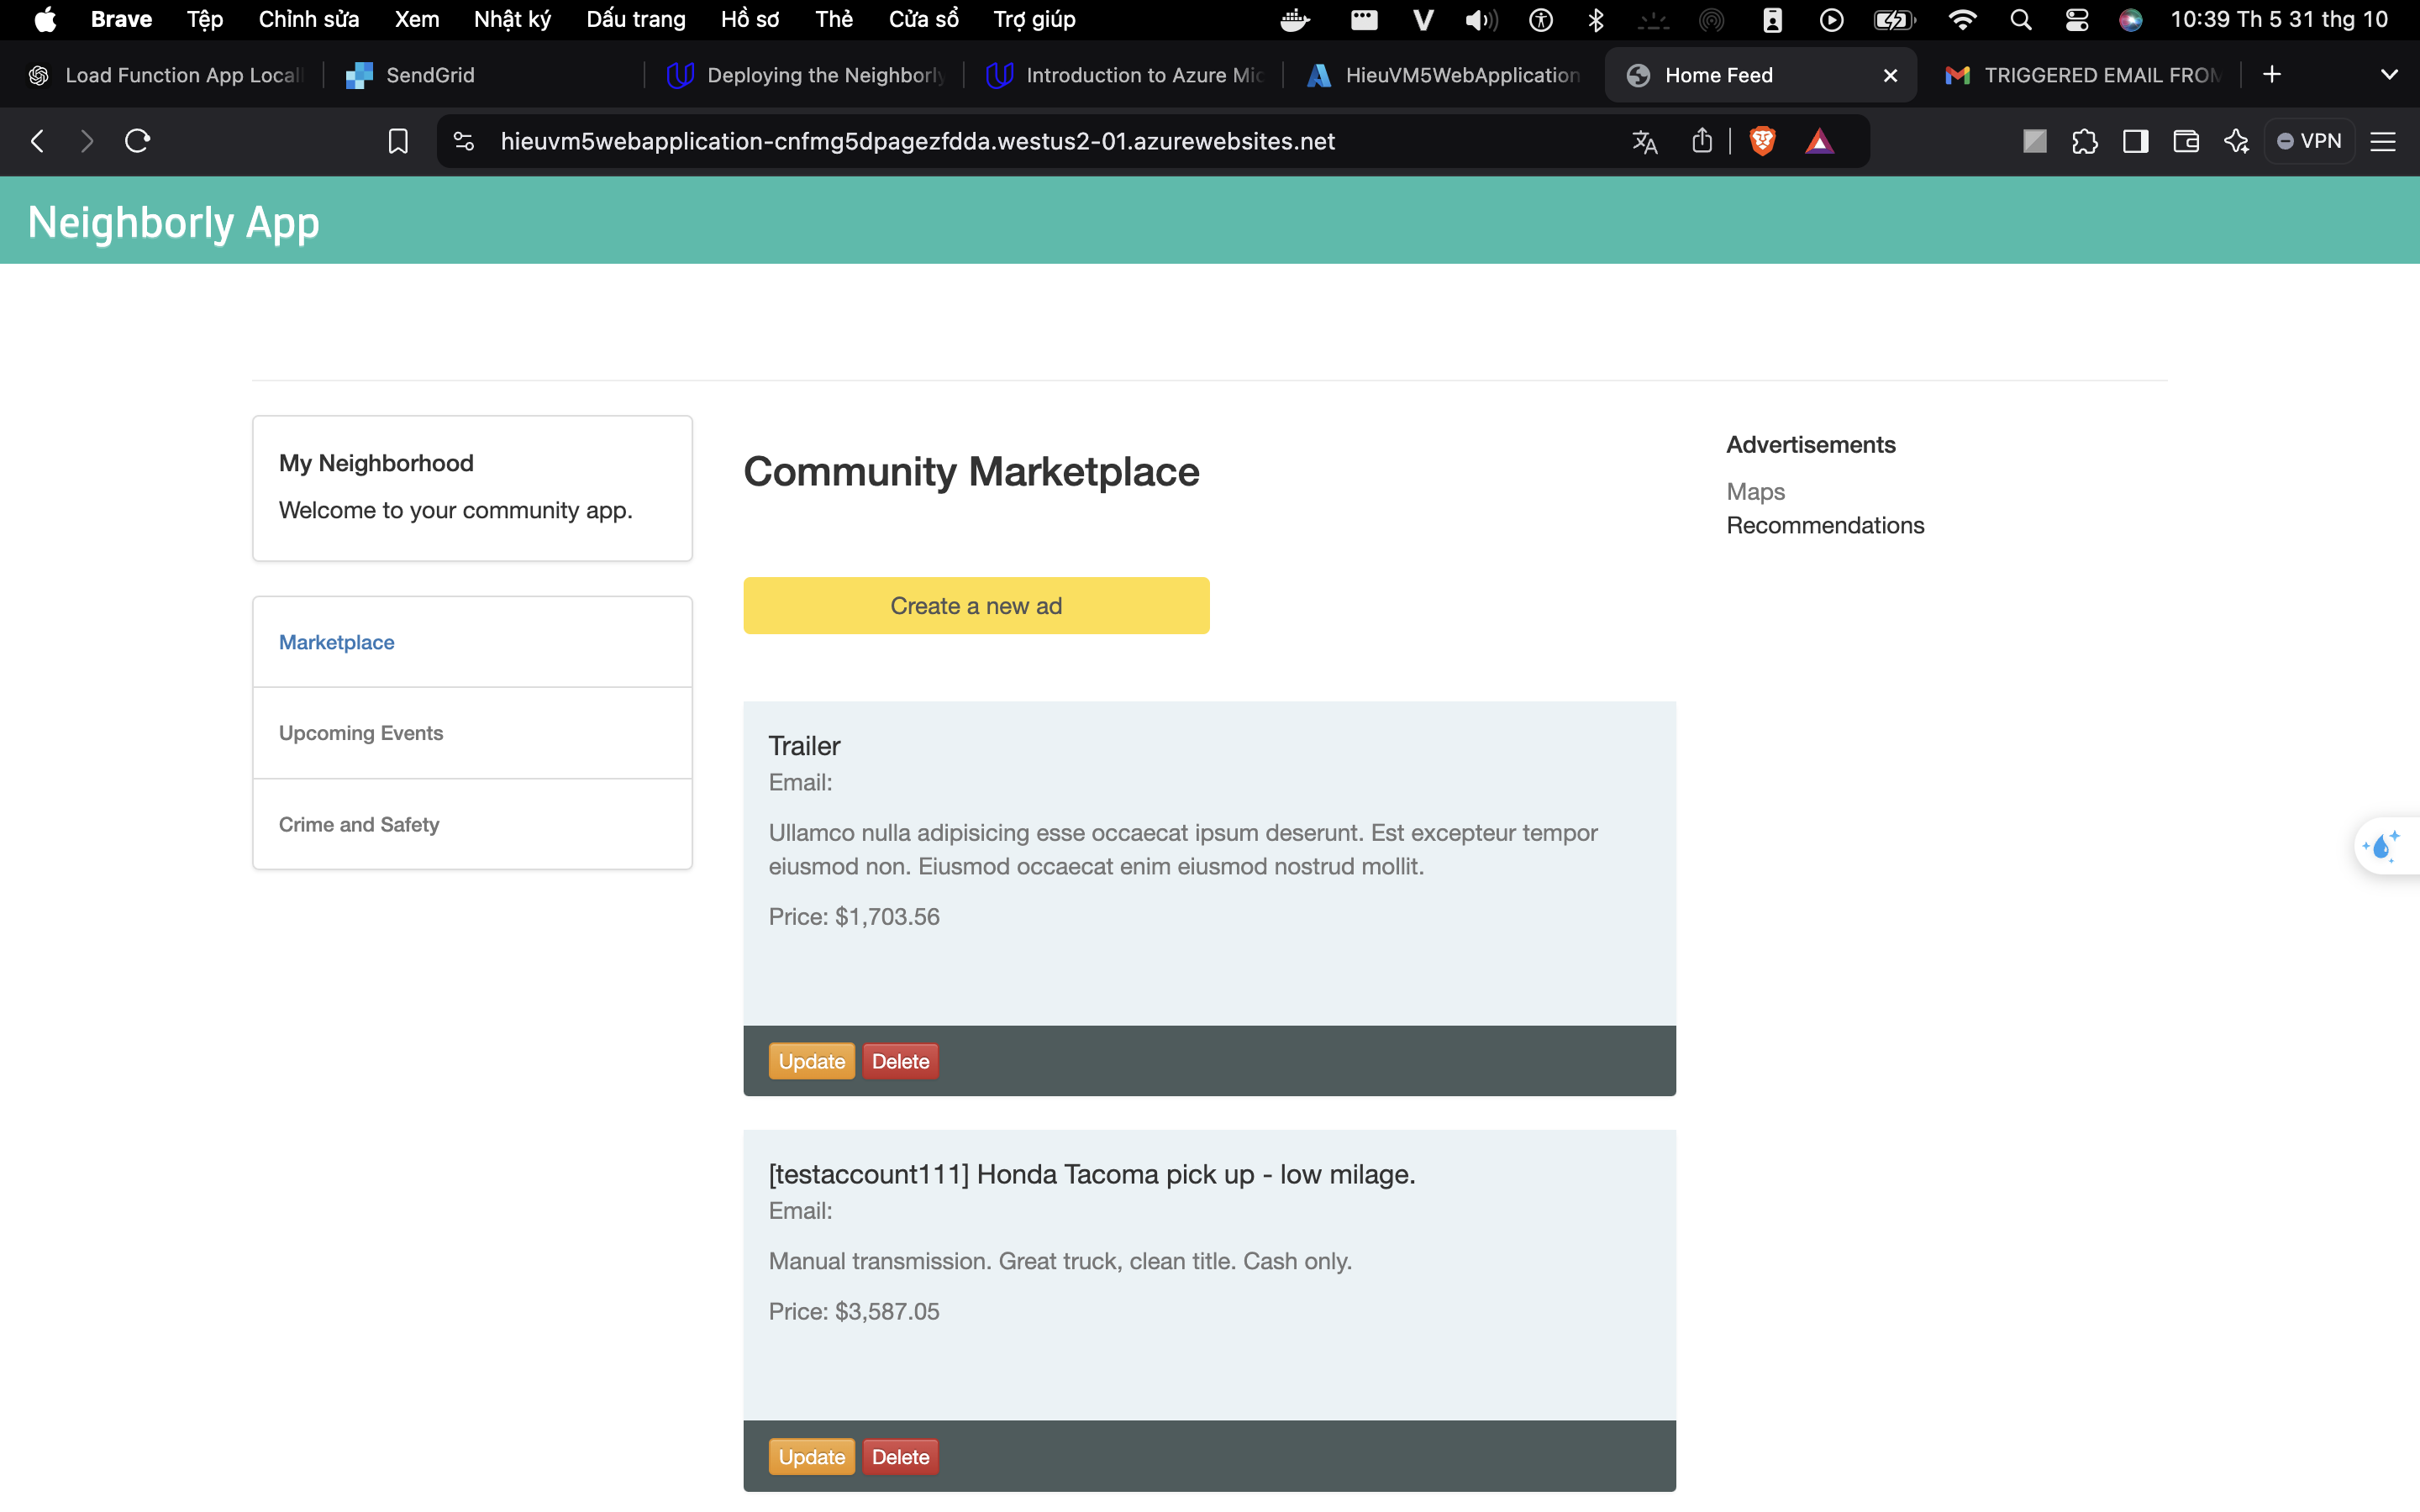 Brave Tệp Chỉnh sửa Xem Nhật ký Dấu trang Hồ sơ Thẻ Cửa sổ Trợ giúp 10:39 Th 5 31 thg 10
Load Function App Local SendGrid Deploying the Neighborly Introduction to Azure Mic HieuVM5WebApplication Home Feed TRIGGERED EMAIL FROM
hieuvm5webapplication-cnfmg5dpagezfdda.westus2-01.azurewebsites.net VPN
Neighborly App
My Neighborhood
Welcome to your community app.
Marketplace
Upcoming Events
Crime and Safety
Community Marketplace
Create a new ad
Trailer
Email:
Ullamco nulla adipisicing esse occaecat ipsum deserunt. Est excepteur tempor
eiusmod non. Eiusmod occaecat enim eiusmod nostrud mollit.
Price: $1,703.56
Update Delete
[testaccount111] Honda Tacoma pick up - low milage.
Email:
Manual transmission. Great truck, clean title. Cash only.
Price: $3,587.05
Update Delete
Advertisements
Maps
Recommendations